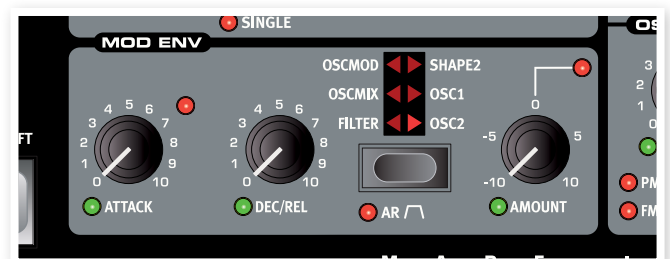 SINGLE
MOD ENV
OSCMOD SHAPE2
OSCMIX OSC1
FILTER OSC2
0 1 2 3 4 5 6 7 8 9 10
ATTACK
0 1 2 3 4 5 6 7 8 9 10
DEC/REL
AR
0
-5 5
-10 10
AMOUNT
OS
3
2
1
0
PM
FM
FT